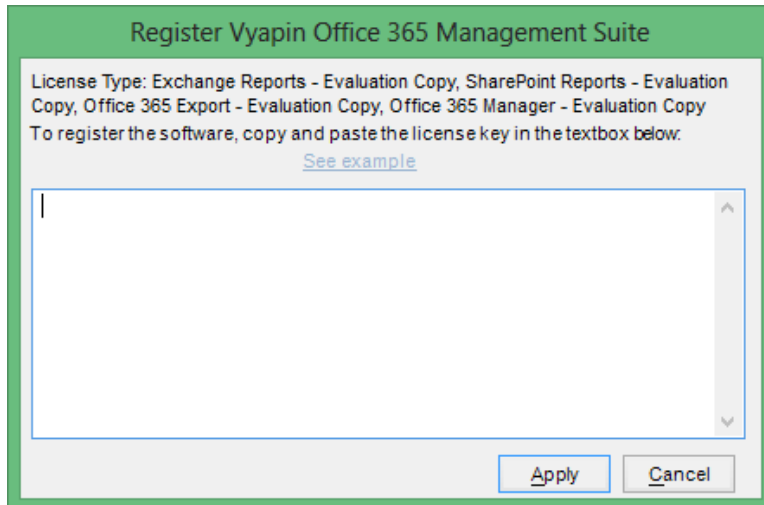 Register Vyapin Office 365 Management Suite
License Type: Exchange Reports - Evaluation Copy, SharePoint Reports - Evaluation
Copy, Office 365 Export - Evaluation Copy, Office 365 Manager - Evaluation Copy
To register the software, copy and paste the license key in the textbox below:
See example
Apply Cancel